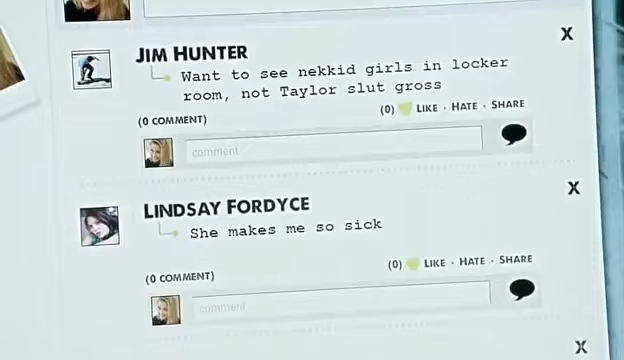 X
JIM HUNTER
Want to see nekkid girls in locker
room, not Taylor slut gross
(0 COMMENT)
(0) LIKE · HATE · SHARE
comment
X
LINDSAY FORDYCE
She makes me so sick
(0 COMMENT)
(0) LIKE · HATE · SHARE
comment
X